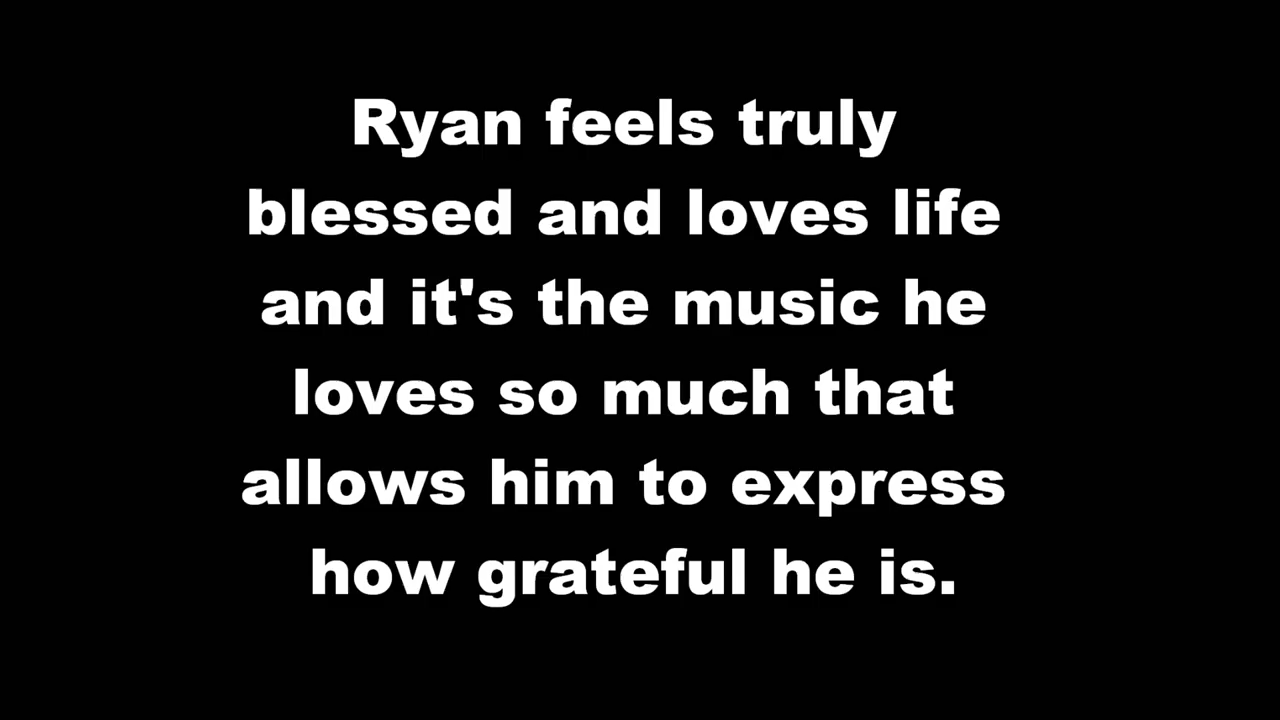 Ryan feels truly
blessed and loves life
and it's the music he
loves so much that
allows him to express
how grateful he is.